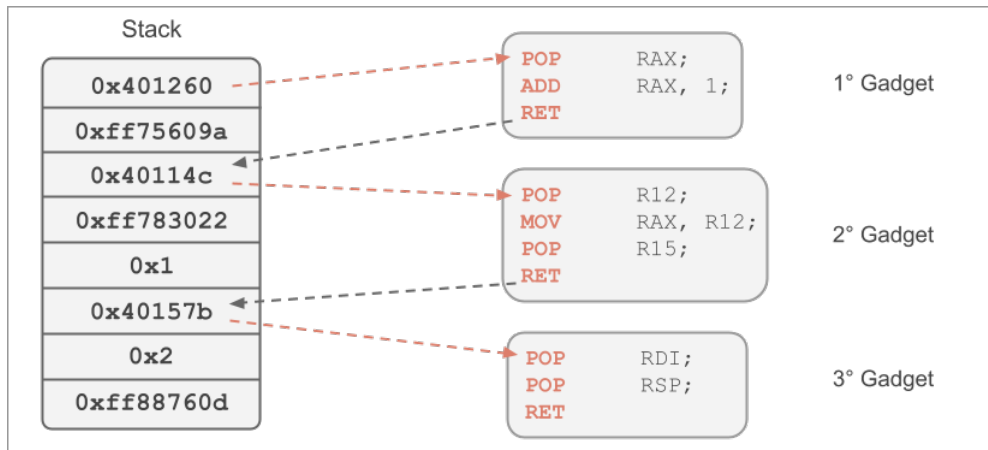 Stack
0x401260
0xff75609a
0x40114c
0xff783022
0x1
0x40157b
0x2
0xff88760d
POP RAX;
ADD RAX, 1;
RET
1° Gadget
POP R12;
MOV RAX, R12;
POP R15;
RET
2° Gadget
POP RDI;
POP RSP;
RET
3° Gadget